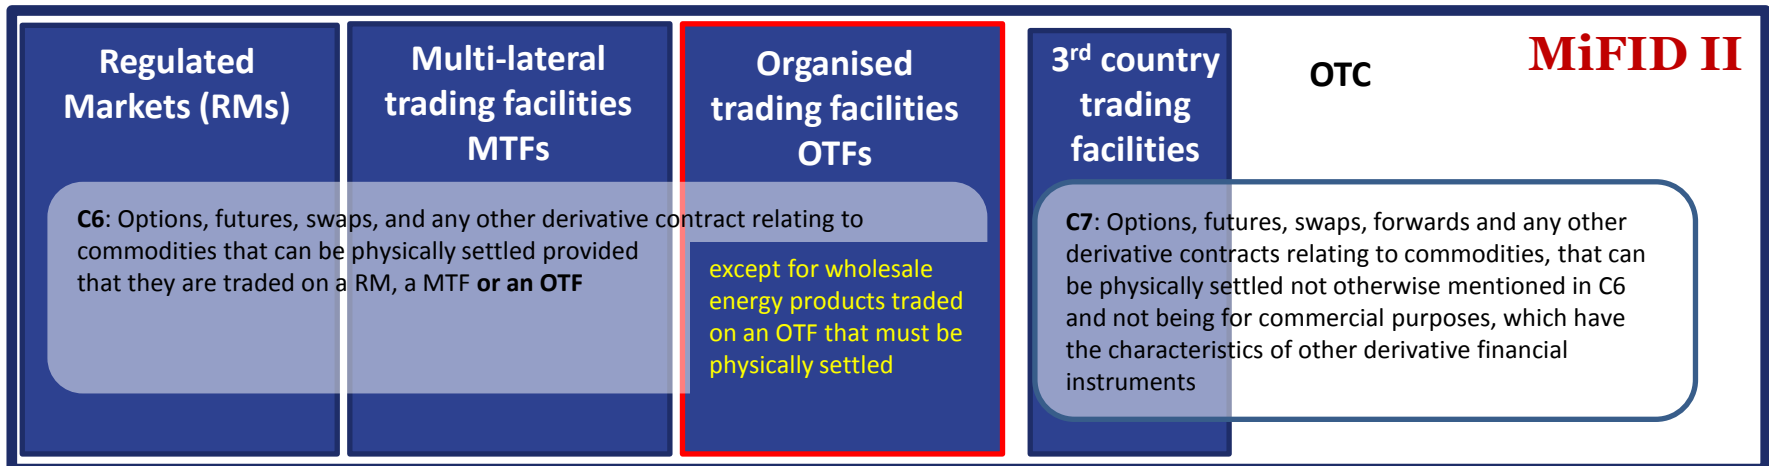 Regulated
Markets (RMs)
Multi-lateral
trading facilities
MTFs
Organised
trading facilities
OTFs
3rd country
trading
facilities
OTC
MiFID II
C6: Options, futures, swaps, and any other derivative contract relating to
commodities that can be physically settled provided
that they are traded on a RM, a MTF or an OTF
except for wholesale
energy products traded
on an OTF that must be
physically settled
C7: Options, futures, swaps, forwards and any other
derivative contracts relating to commodities, that can
be physically settled not otherwise mentioned in C6
and not being for commercial purposes, which have
the characteristics of other derivative financial
instruments